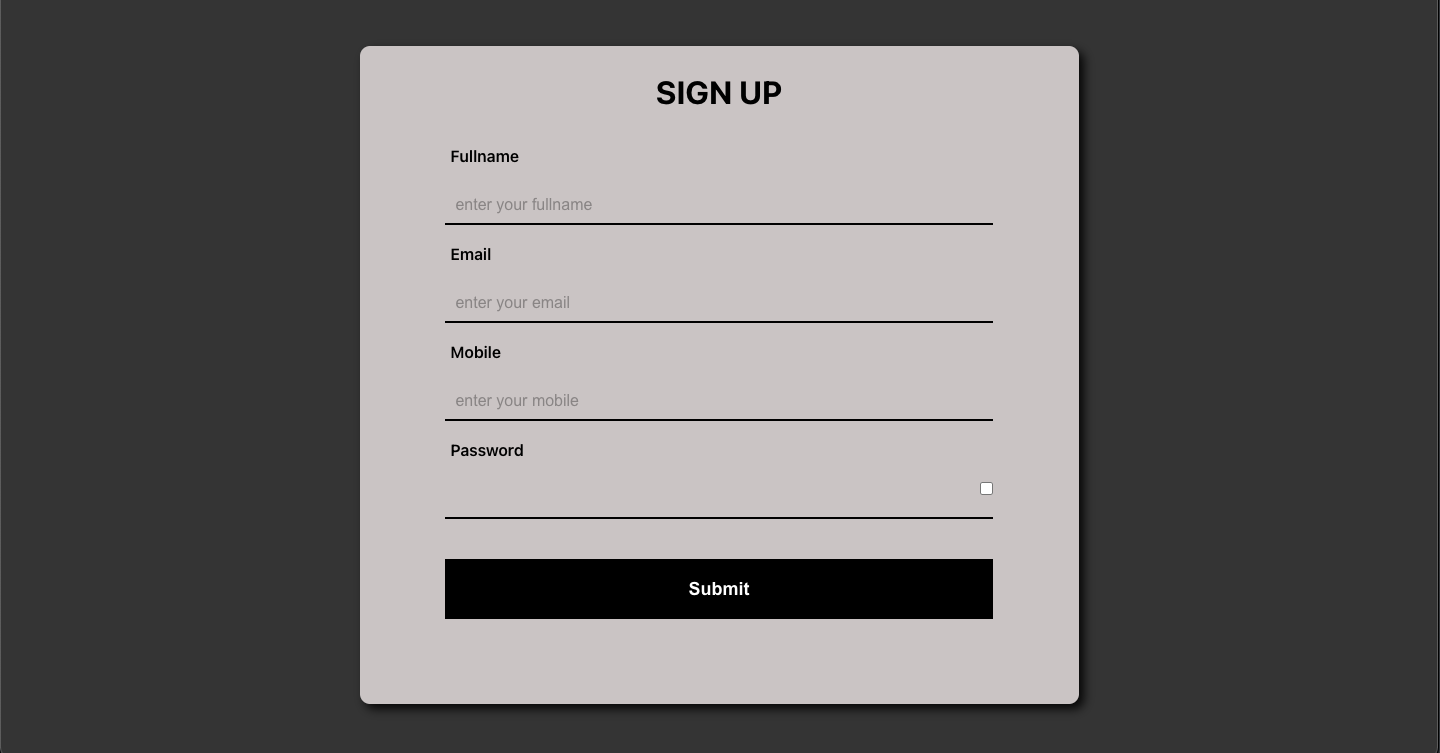 SIGN UP
Fullname
enter your fullname
Email
enter your email
Mobile
enter your mobile
Password
Submit